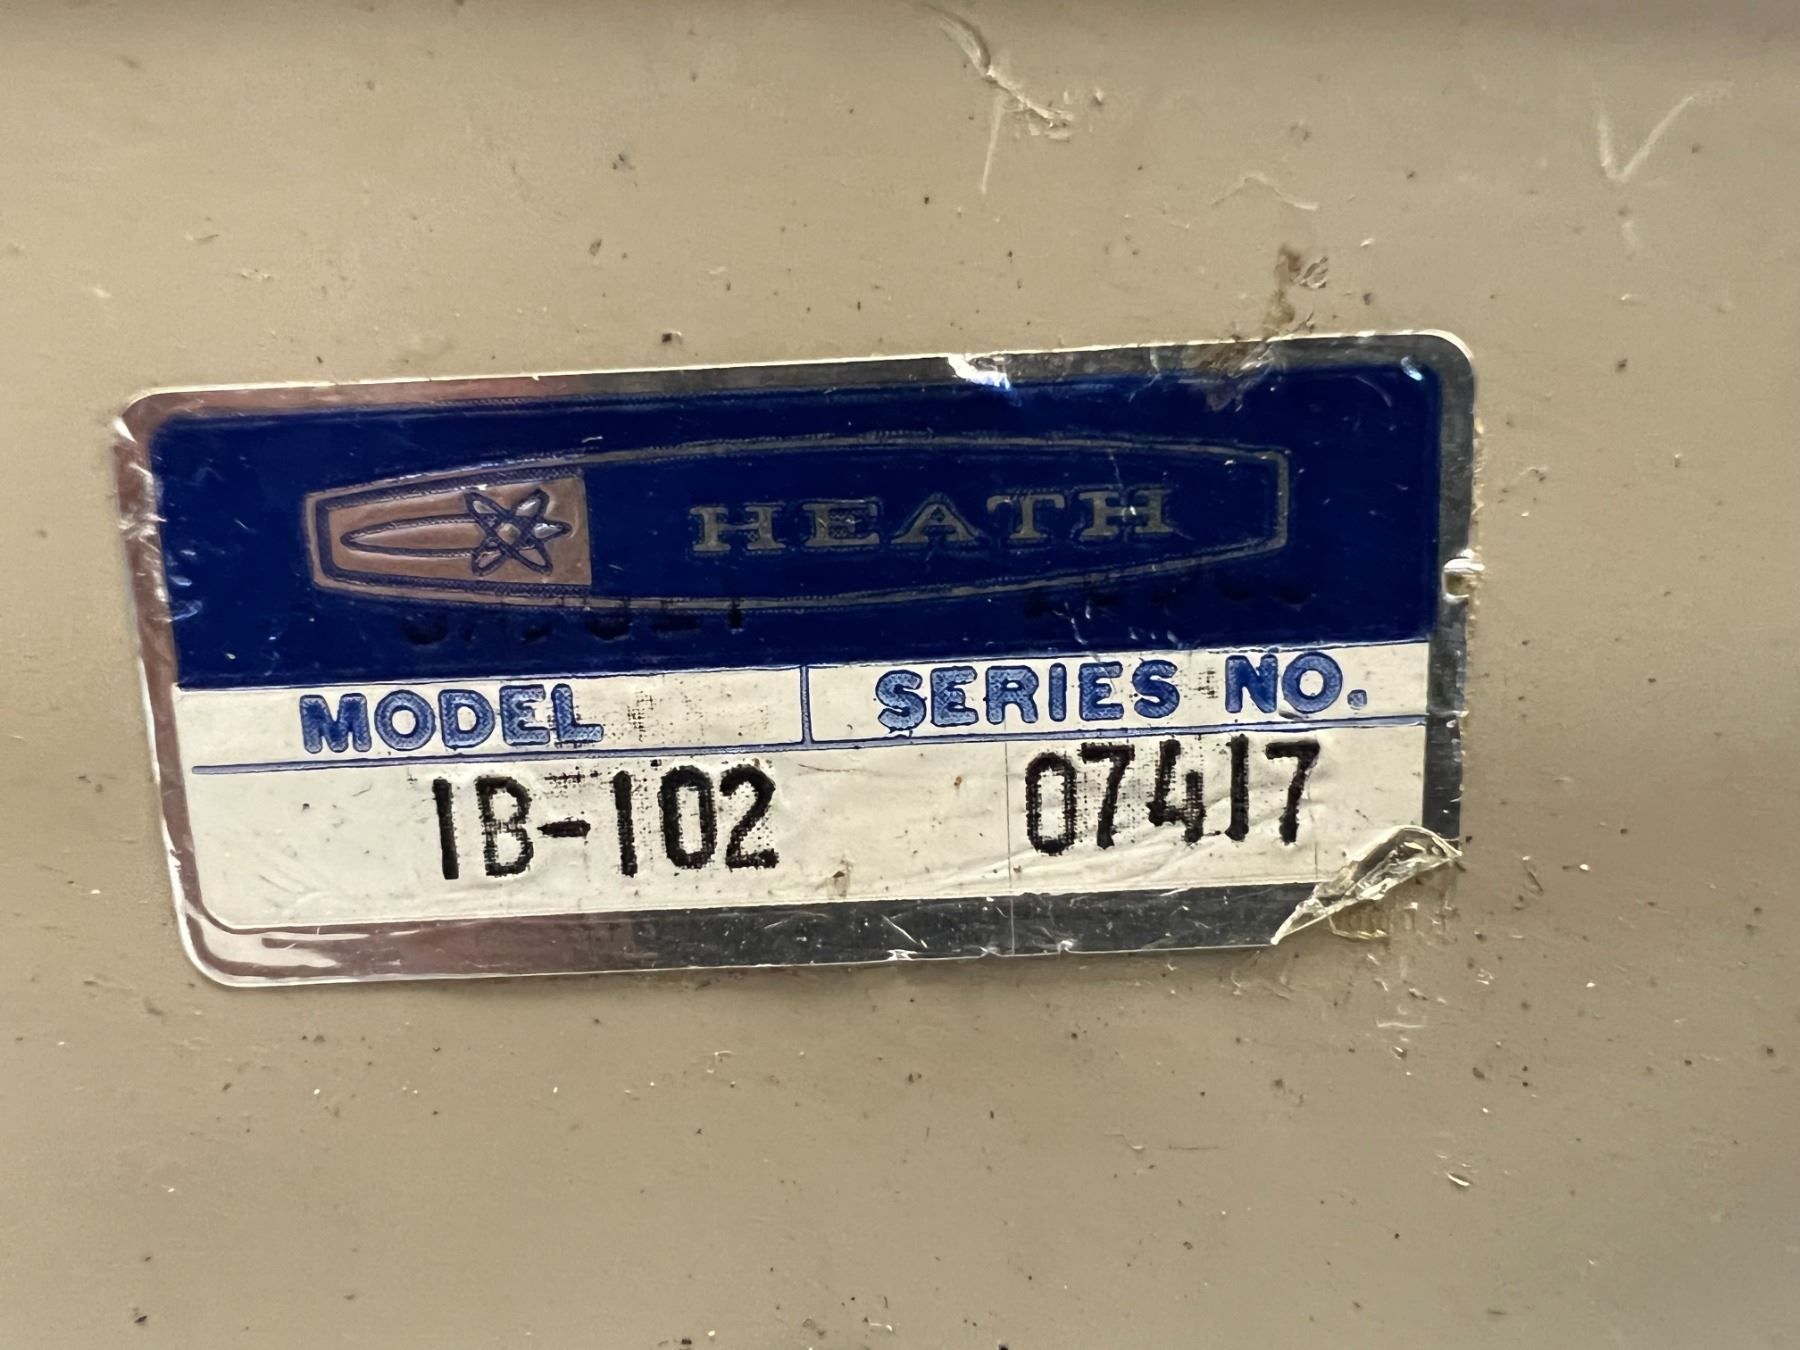 HEATH
MODEL SERIES NO.
IB-102 07417